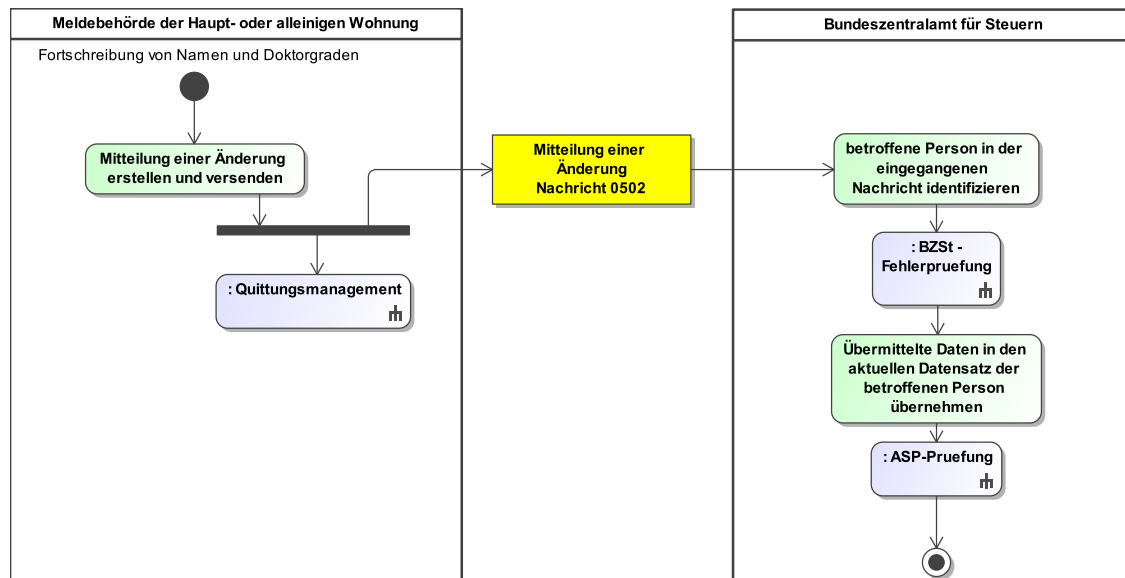 Meldebehörde der Haupt- oder alleinigen Wohnung
Fortschreibung von Namen und Doktorgraden
Mitteilung einer Änderung
erstellen und versenden
: Quittungsmanagement
Mitteilung einer
Änderung
Nachricht 0502
Bundeszentralamt für Steuern
betroffene Person in der
eingegangenen
Nachricht identifizieren
: BZSt -
Fehlerpruefung
Übermittelte Daten in den
aktuellen Datensatz der
betroffenen Person
übernehmen
: ASP-Pruefung